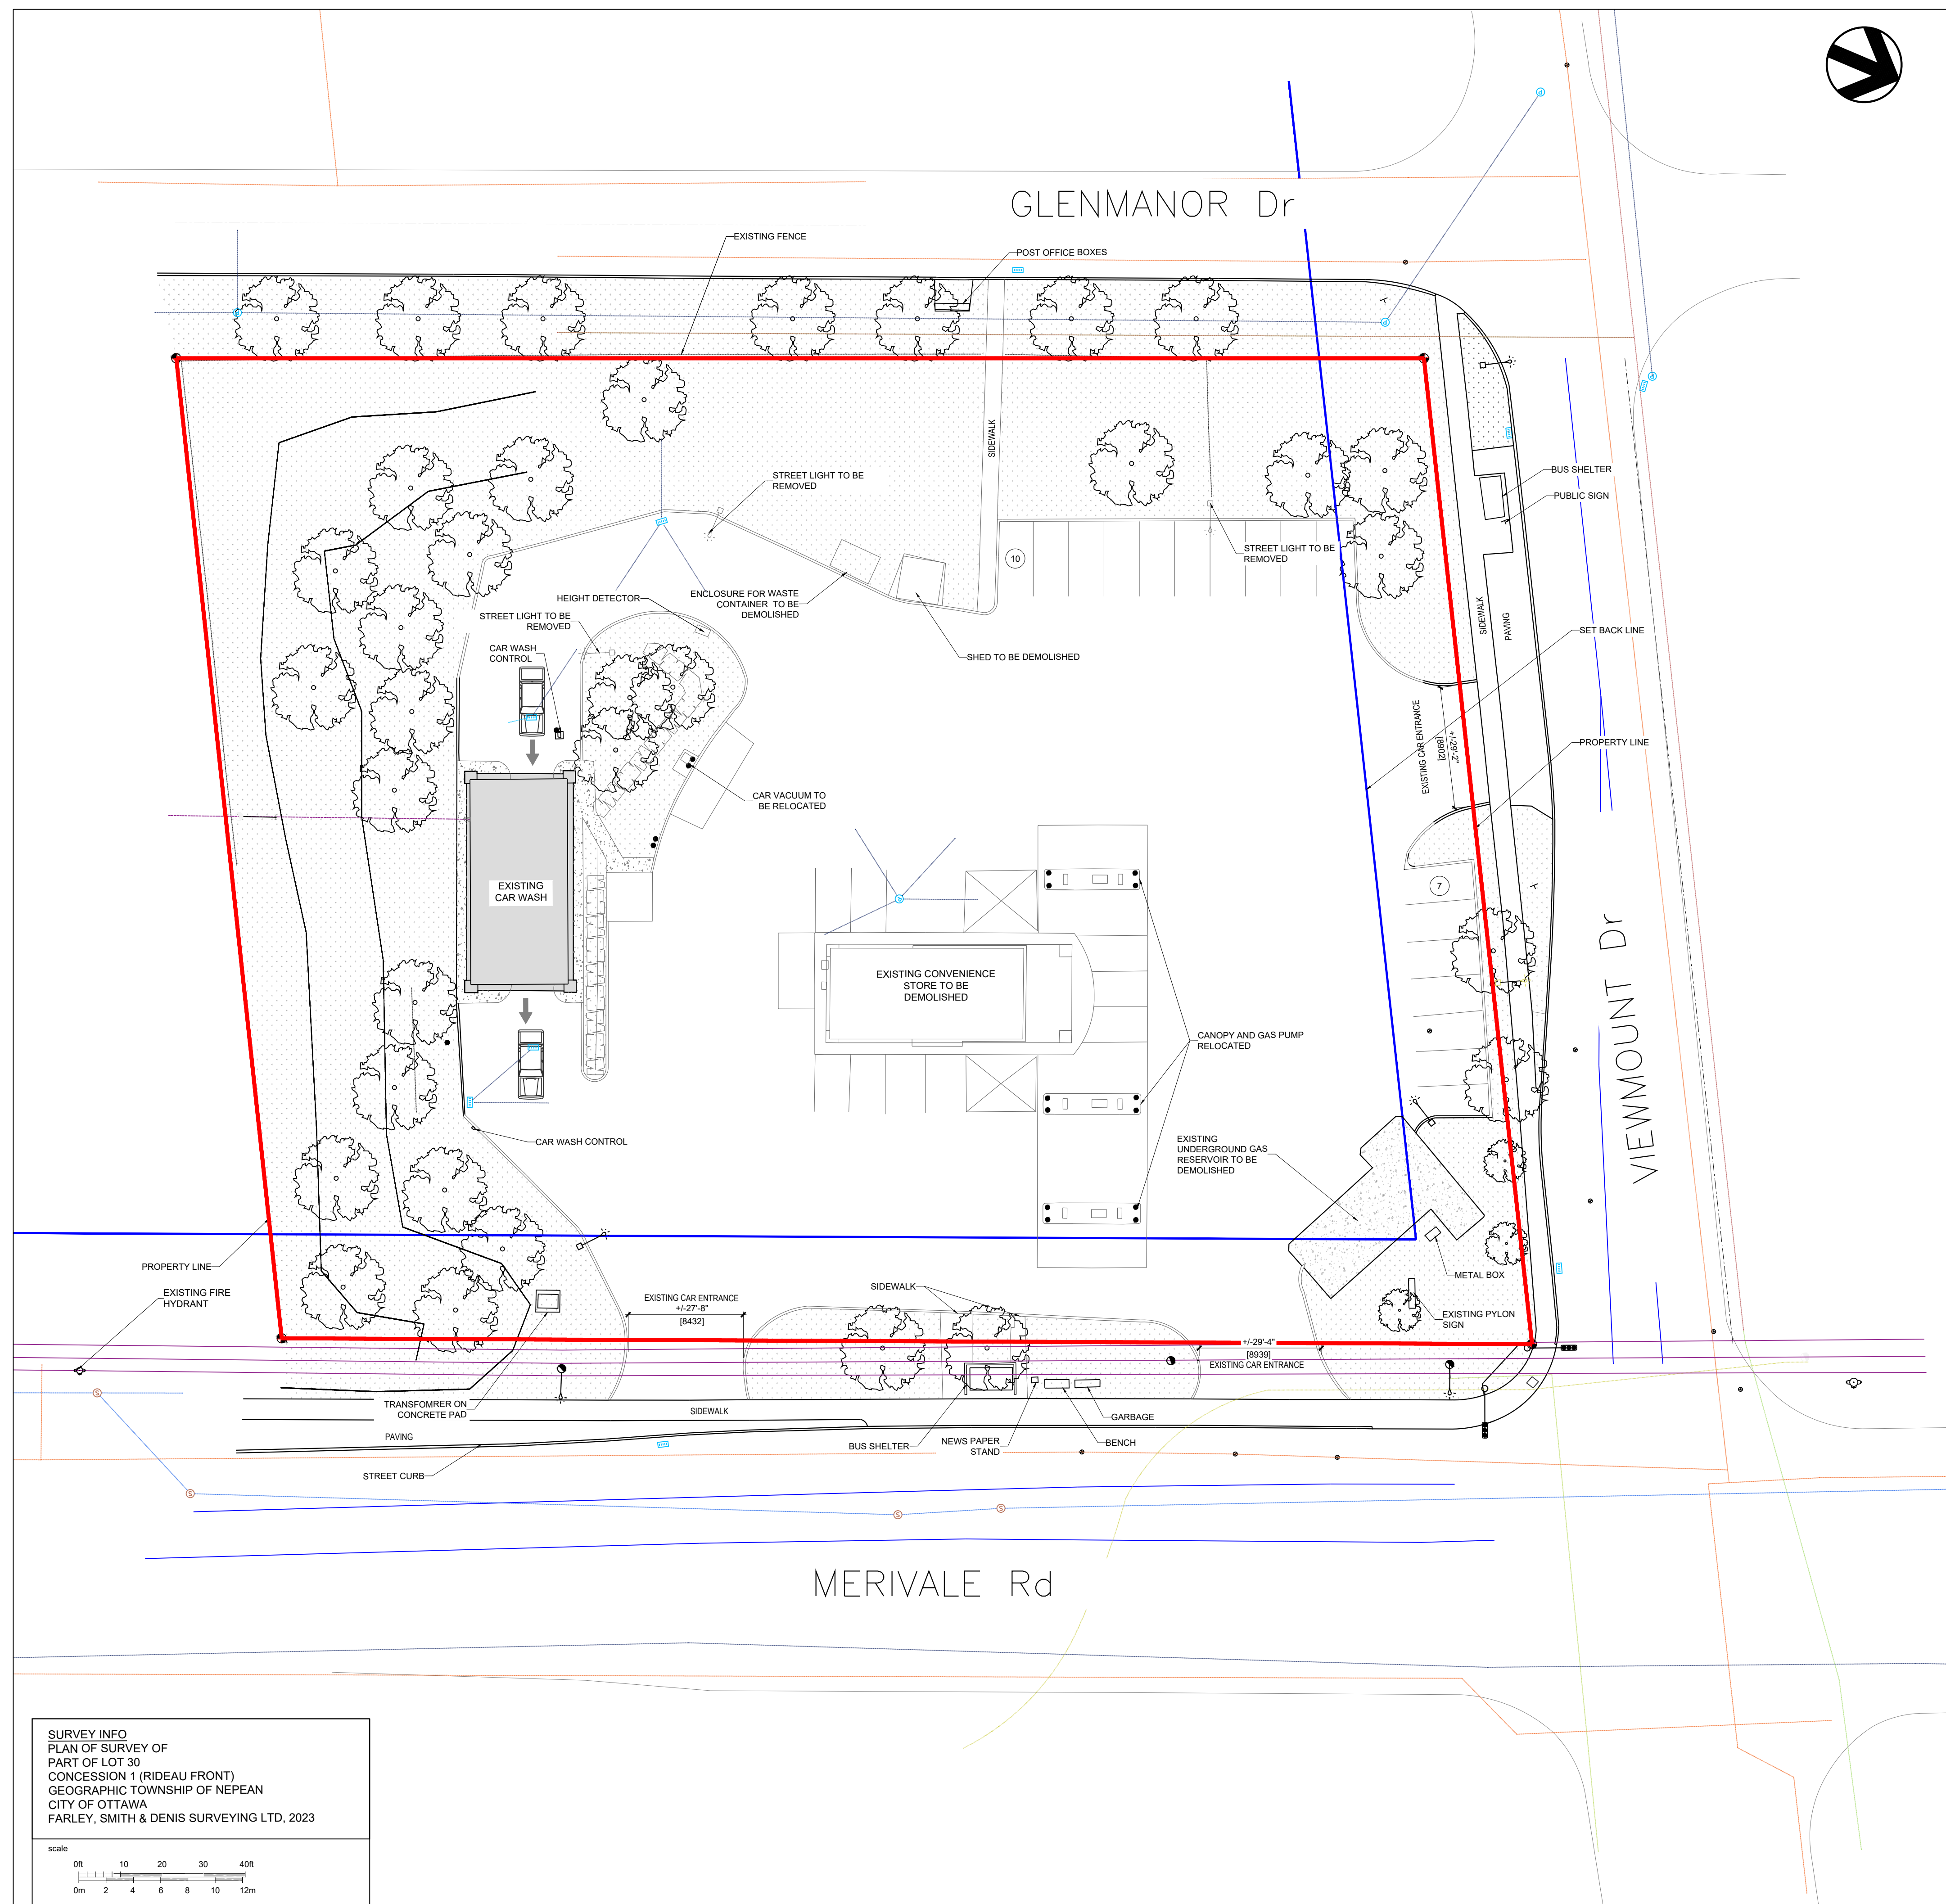 GLENMANOR Dr
EXISTING FENCE
POST OFFICE BOXES
SIDEWALK
STREET LIGHT TO BE
REMOVED
BUS SHELTER
PUBLIC SIGN
10
STREET LIGHT TO BE
REMOVED
ENCLOSURE FOR WASTE
CONTAINER TO BE
DEMOLISHED
HEIGHT DETECTOR
STREET LIGHT TO BE
REMOVED
CAR WASH
CONTROL
SHED TO BE DEMOLISHED
SIDEWALK
PAVING
SET BACK LINE
EXISTING CAR ENTRANCE
+/-29'-2"
[8902]
PROPERTY LINE
CAR VACUUM TO
BE RELOCATED
EXISTING
CAR WASH
7
VIEWMOUNT Dr
EXISTING CONVENIENCE
STORE TO BE
DEMOLISHED
CANOPY AND GAS PUMP
RELOCATED
CAR WASH CONTROL
EXISTING
UNDERGROUND GAS
RESERVOIR TO BE
DEMOLISHED
PROPERTY LINE
EXISTING FIRE
HYDRANT
METAL BOX
SIDEWALK
EXISTING CAR ENTRANCE
+/-27'-8"
[8432]
EXISTING PYLON
SIGN
+/-29'-4"
[8939]
EXISTING CAR ENTRANCE
TRANSFOMRER ON
CONCRETE PAD
SIDEWALK
GARBAGE
PAVING
BUS SHELTER
NEWS PAPER
STAND
BENCH
STREET CURB
S
S
S
S
MERIVALE Rd
SURVEY INFO
PLAN OF SURVEY OF
PART OF LOT 30
CONCESSION 1 (RIDEAU FRONT)
GEOGRAPHIC TOWNSHIP OF NEPEAN
CITY OF OTTAWA
FARLEY, SMITH & DENIS SURVEYING LTD, 2023
scale
0ft 10 20 30 40ft
0m 2 4 6 8 10 12m